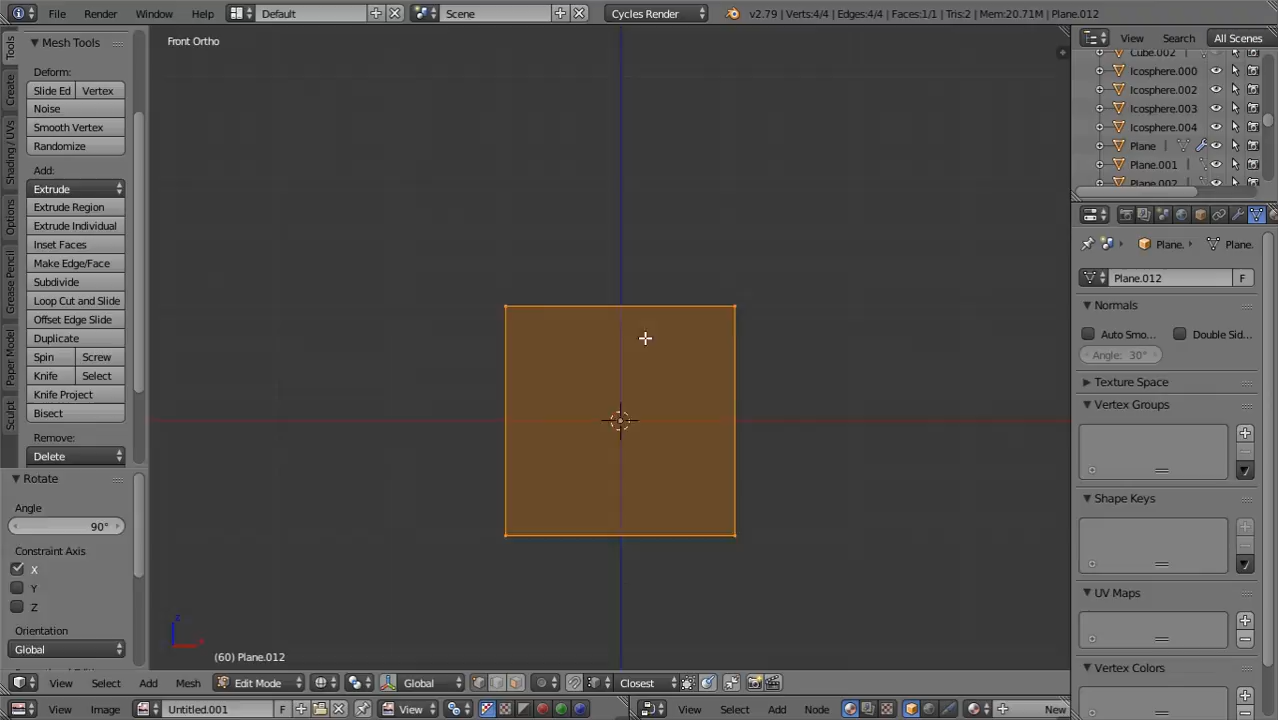 File Render Window Help Default Scene Cycles Render v2.79 | Verts:4/4 | Edges:4/4 | Faces:1/1 | Tris:2 | Mem:20.71M | Plane.012
Front Ortho
View Search All Scenes
Cube.002
Icosphere.000
Icosphere.002
Icosphere.003
Icosphere.004
Plane
Plane.001
Plane.002
Tools
Create
Shading / UVs
Options
Grease Pencil
Paper Model
Sculpt
Mesh Tools
Deform:
Slide Ed Vertex
Noise
Smooth Vertex
Randomize
Add:
Extrude
Extrude Region
Extrude Individual
Inset Faces
Make Edge/Face
Subdivide
Loop Cut and Slide
Offset Edge Slide
Duplicate
Spin Screw
Knife Select
Knife Project
Bisect
Remove:
Delete
Rotate
Angle
90°
Constraint Axis
X
Y
Z
Orientation
Global
Plane. Plane.
Plane.012 F
Normals
Auto Smo... Double Sid...
Angle: 30°
Texture Space
Vertex Groups
Shape Keys
UV Maps
Vertex Colors
z
x
(60) Plane.012
View Select Add Mesh Edit Mode Global Closest
View Image Untitled.001 F View View Select Add Node New